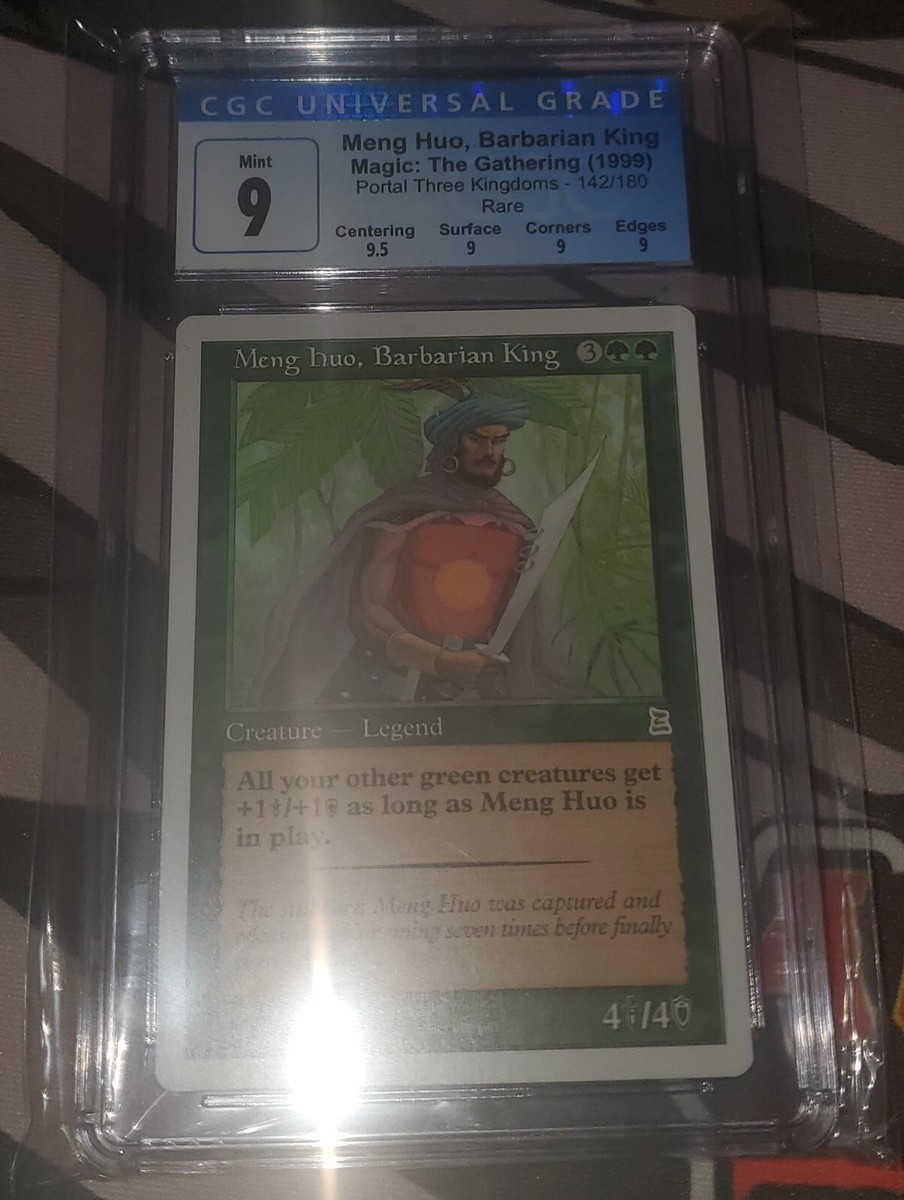 CGC UNIVERSAL GRADE
Mint
9
Meng Huo, Barbarian King
Magic: The Gathering (1999)
Portal Three Kingdoms - 142/180
Rare
Centering Surface Corners Edges
9.5 9 9 9
Meng Huo, Barbarian King 3
Creature — Legend
All your other green creatures get
+1/+1 as long as Meng Huo is
in play.
The Meng Huo was captured and
seven times before finally
4/4